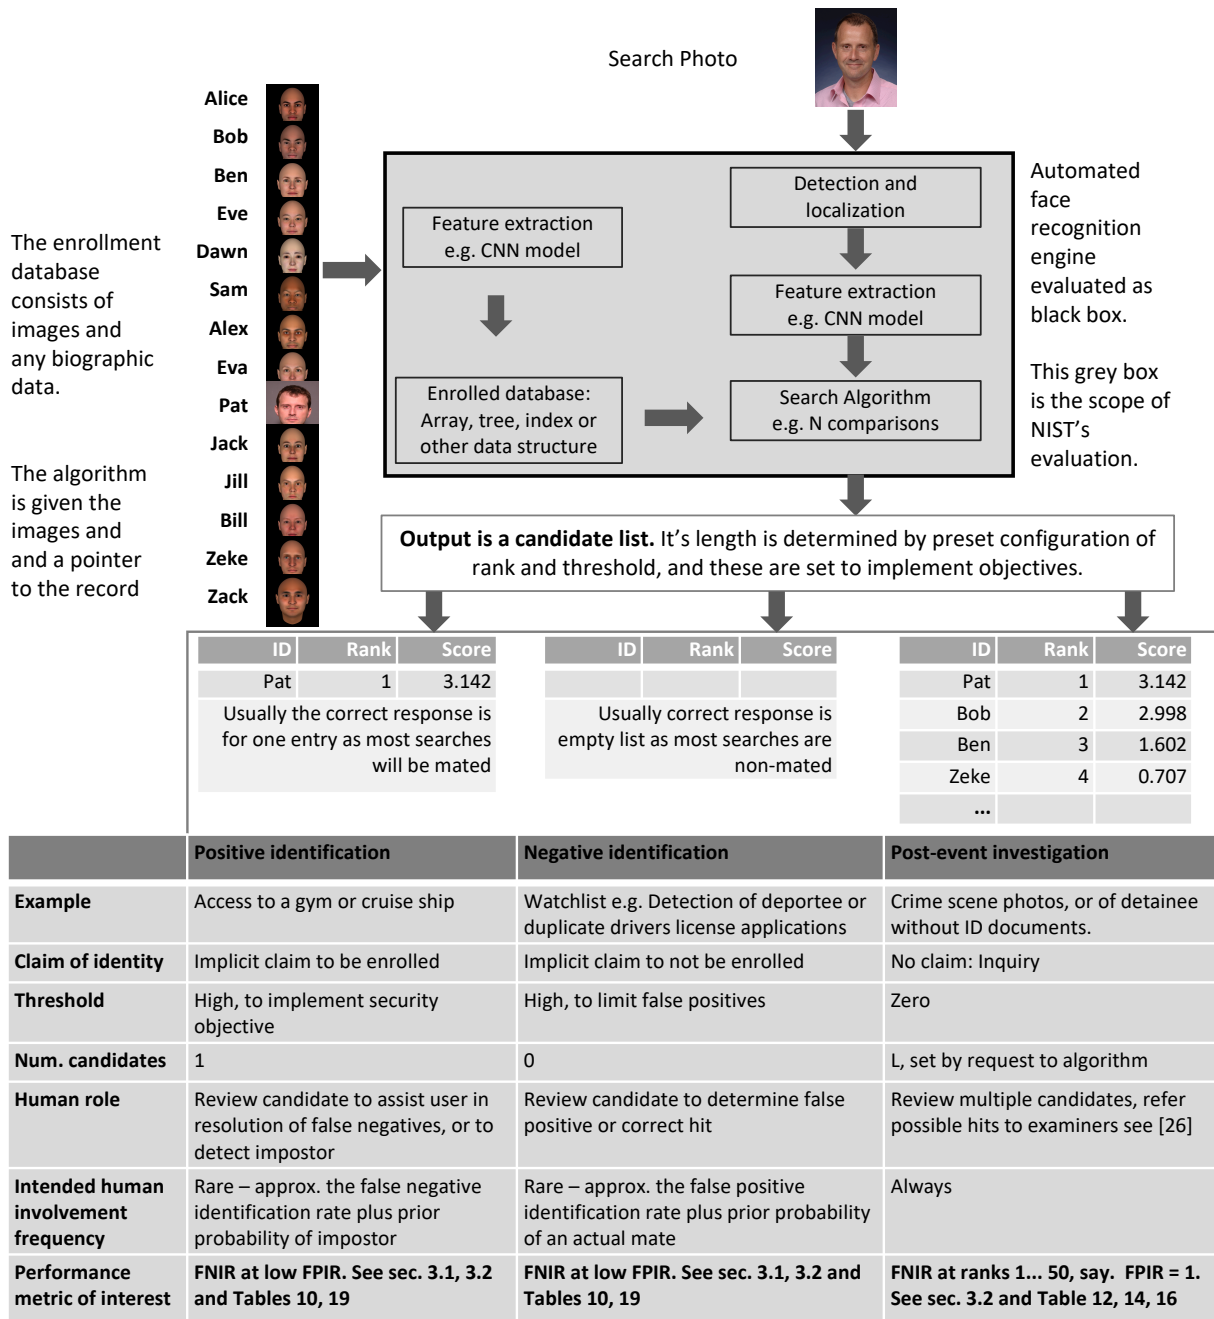 Search Photo
Alice
Bob
Ben
Eve
Dawn
Sam
Alex
Eva
Pat
Jack
Jill
Bill
Zeke
Zack
The enrollment
database
consists of
images and
any biographic
data.
The algorithm
is given the
images and
and a pointer
to the record
Feature extraction
e.g. CNN model
Enrolled database:
Array, tree, index or
other data structure
Detection and
localization
Feature extraction
e.g. CNN model
Search Algorithm
e.g. N comparisons
Automated
face
recognition
engine
evaluated as
black box.
This grey box
is the scope of
NIST's
evaluation.
Output is a candidate list. It's length is determined by preset configuration of
rank and threshold, and these are set to implement objectives.
ID Rank Score
Pat 1 3.142
Usually the correct response is
for one entry as most searches
will be mated
ID Rank Score
Usually correct response is
empty list as most searches are
non-mated
ID Rank Score
Pat 1 3.142
Bob 2 2.998
Ben 3 1.602
Zeke 4 0.707
...
Positive identification
Negative identification
Post-event investigation
Example
Access to a gym or cruise ship
Watchlist e.g. Detection of deportee or
duplicate drivers license applications
Crime scene photos, or of detainee
without ID documents.
Claim of identity
Implicit claim to be enrolled
Implicit claim to not be enrolled
No claim: Inquiry
Threshold
High, to implement security
objective
High, to limit false positives
Zero
Num. candidates
1
0
L, set by request to algorithm
Human role
Review candidate to assist user in
resolution of false negatives, or to
detect impostor
Review candidate to determine false
positive or correct hit
Review multiple candidates, refer
possible hits to examiners see [26]
Intended human
involvement
frequency
Rare – approx. the false negative
identification rate plus prior
probability of impostor
Rare – approx. the false positive
identification rate plus prior probability
of an actual mate
Always
Performance
metric of interest
FNIR at low FPIR. See sec. 3.1, 3.2
and Tables 10, 19
FNIR at low FPIR. See sec. 3.1, 3.2 and
Tables 10, 19
FNIR at ranks 1... 50, say. FPIR = 1.
See sec. 3.2 and Table 12, 14, 16